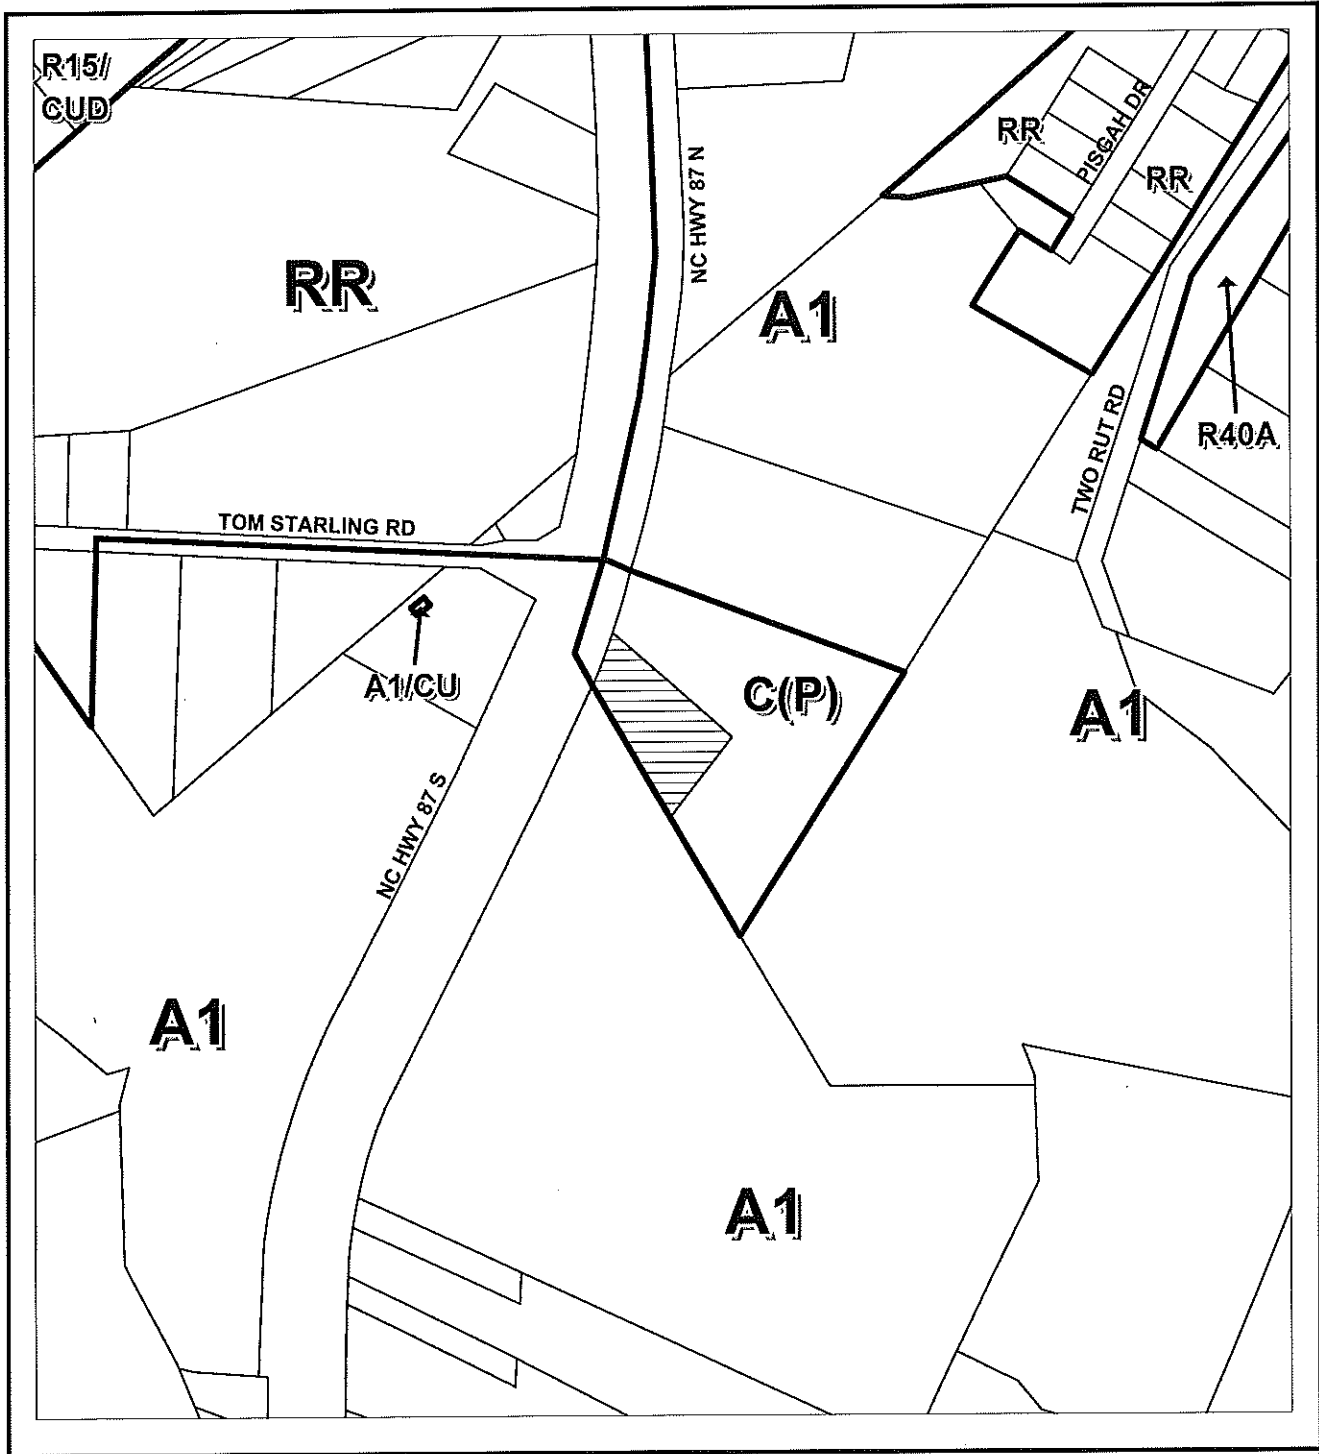 R15/
CUD
RR
PISGAH DR
RR
NC HWY 87 N
RR
A1
TWO RUT RD
R40A
TOM STARLING RD
A1/CU
C(P)
A1
NC HWY 87 S
A1
A1